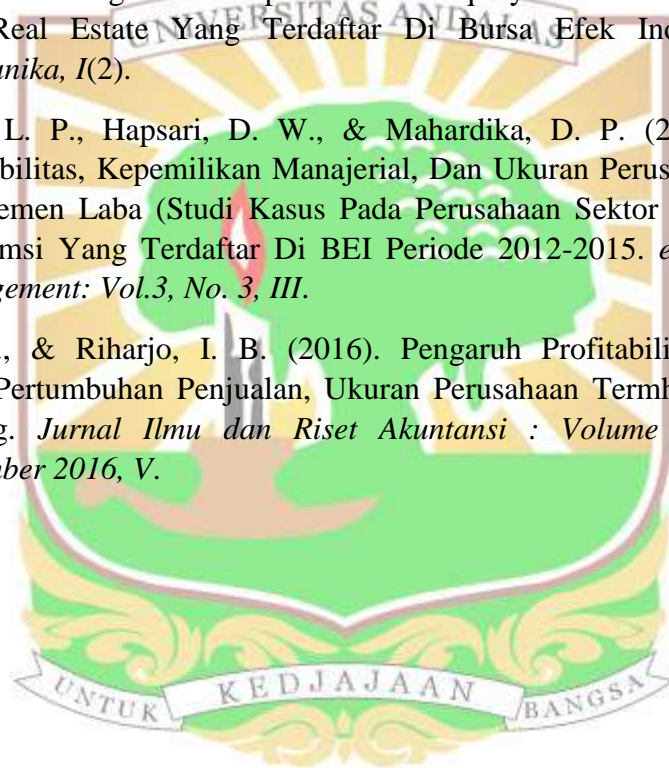 UNIVERSITAS ANDALAS
Real Estate Yang Terdaftar Di Bursa Efek Ind
unika, I(2).
L. P., Hapsari, D. W., & Mahardika, D. P. (2
bilitas, Kepemilikan Manajerial, Dan Ukuran Perus
emen Laba (Studi Kasus Pada Perusahaan Sektor
msi Yang Terdaftar Di BEI Periode 2012-2015. e
gement: Vol.3, No. 3, III.
., & Riharjo, I. B. (2016). Pengaruh Profitabili
Pertumbuhan Penjualan, Ukuran Perusahaan Termh
g. Jurnal Ilmu dan Riset Akuntansi : Volume
nber 2016, V.
UNTUK KEDJAJAAN BANGSA